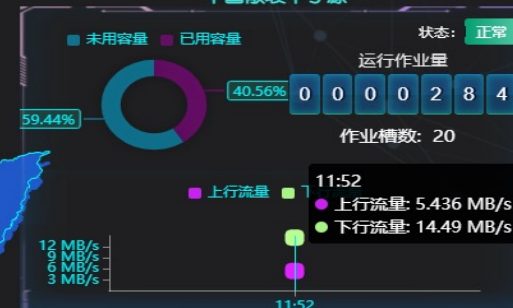 状态: 正常
未用容量 已用容量
运行作业量
40.56%
0 0 0 0 2 8 4
59.44%
作业槽数: 20
11:52
上行流量
上行流量: 5.436 MB/s
下行流量: 14.49 MB/s
12 MB/s
9 MB/s
6 MB/s
3 MB/s
11:52